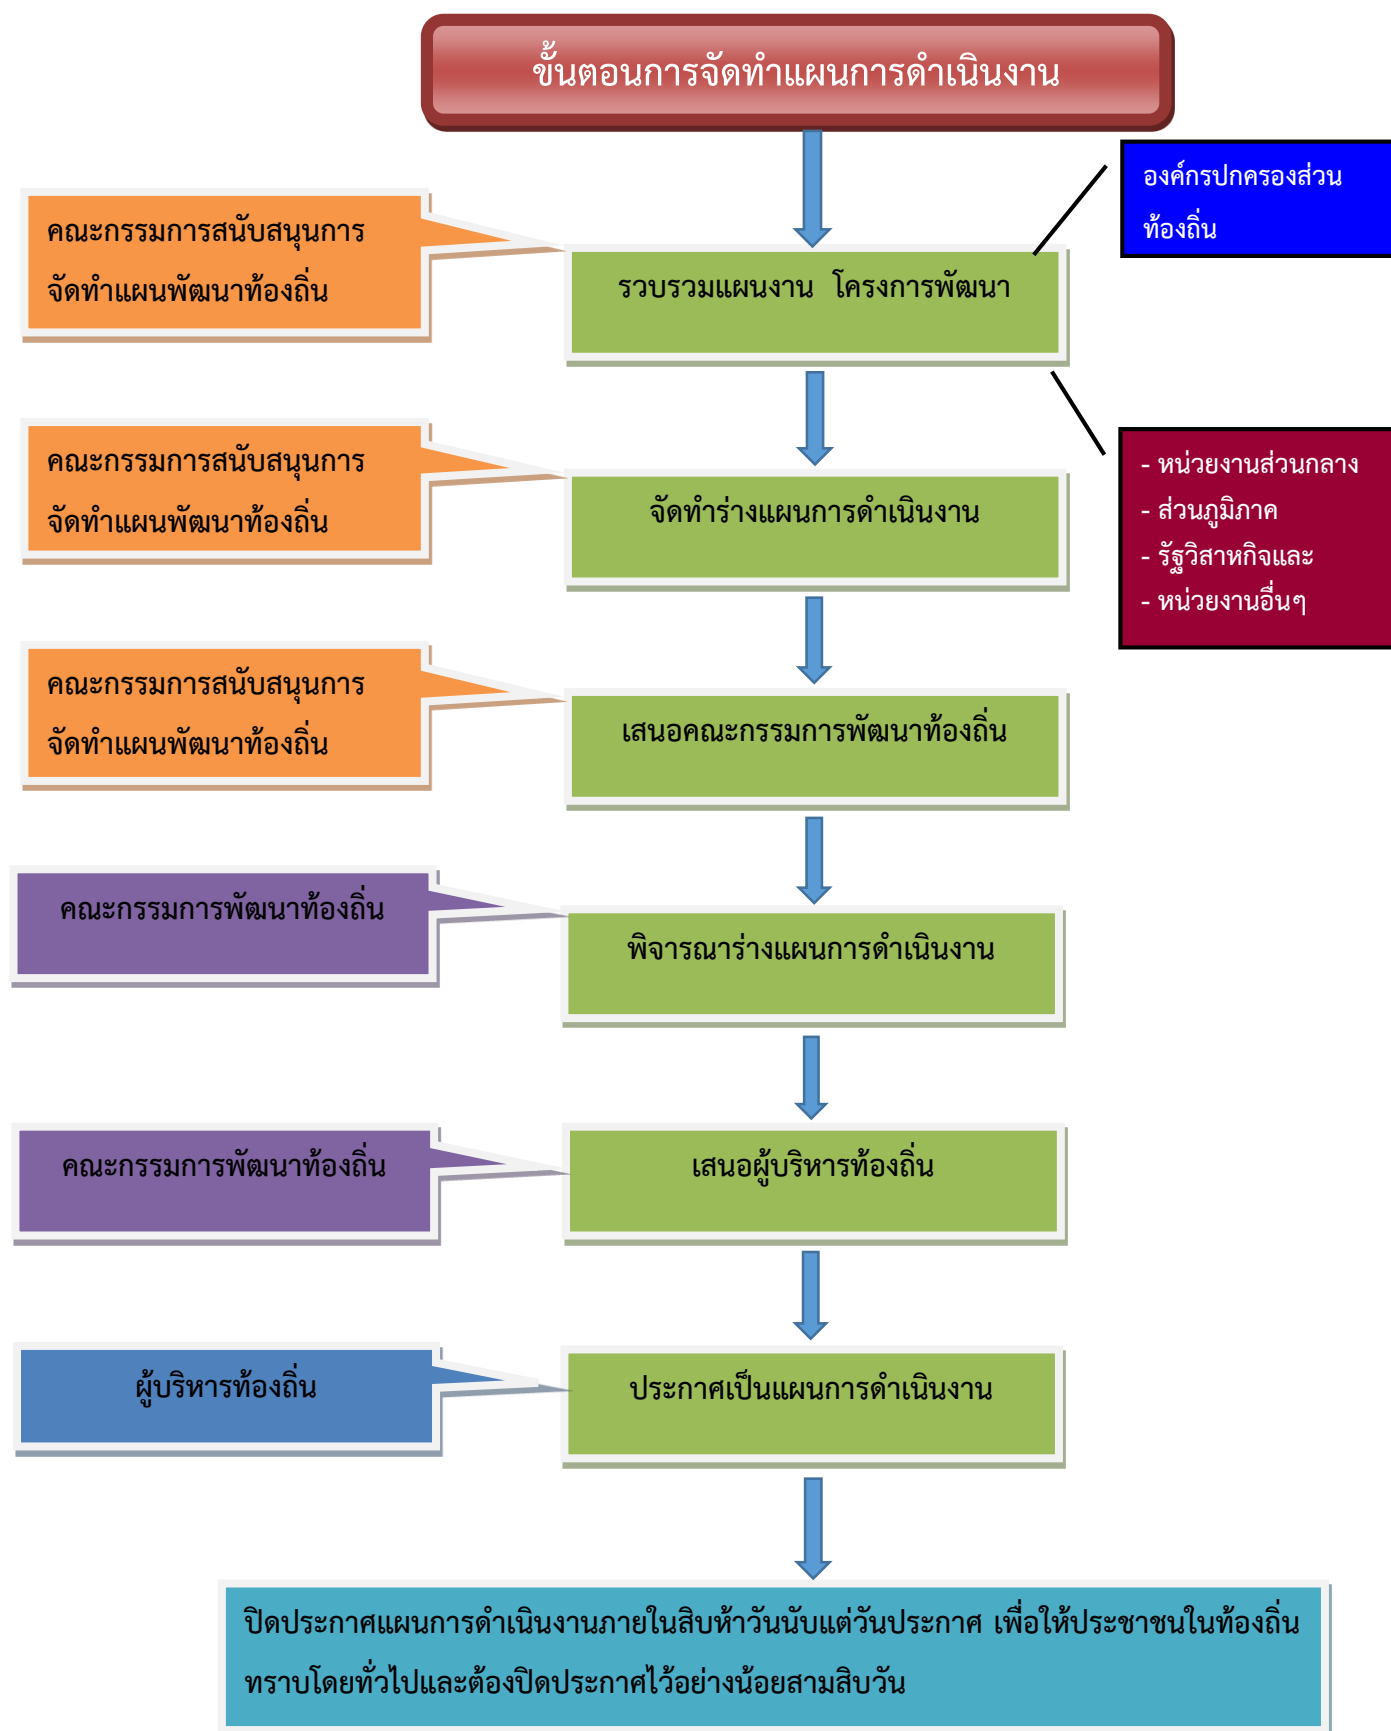 ขั้นตอนการจัดทำแผนการดำเนินงาน
องค์กรปกครองส่วน
ท้องถิ่น
คณะกรรมการสนับสนุนการ
จัดทำแผนพัฒนาท้องถิ่น
รวบรวมแผนงาน โครงการพัฒนา
คณะกรรมการสนับสนุนการ
จัดทำแผนพัฒนาท้องถิ่น
จัดทำร่างแผนการดำเนินงาน
- หน่วยงานส่วนกลาง
- ส่วนภูมิภาค
- รัฐวิสาหกิจและ
- หน่วยงานอื่นๆ
คณะกรรมการสนับสนุนการ
จัดทำแผนพัฒนาท้องถิ่น
เสนอคณะกรรมการพัฒนาท้องถิ่น
คณะกรรมการพัฒนาท้องถิ่น
พิจารณาร่างแผนการดำเนินงาน
คณะกรรมการพัฒนาท้องถิ่น
เสนอผู้บริหารท้องถิ่น
ผู้บริหารท้องถิ่น
ประกาศเป็นแผนการดำเนินงาน
ปิดประกาศแผนการดำเนินงานภายในสิบห้าวันนับแต่วันประกาศ เพื่อให้ประชาชนในท้องถิ่น
ทราบโดยทั่วไปและต้องปิดประกาศไว้อย่างน้อยสามสิบวัน